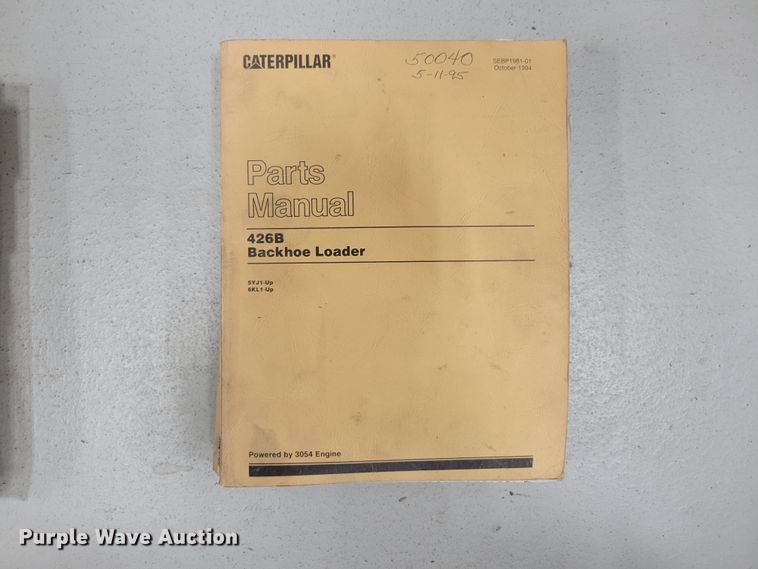 CATERPILLAR®
50040
5-11-95
SEBP1981-01
October 1994
Parts
Manual
426B
Backhoe Loader
5YJ1-Up
6KL1-Up
Powered by 3054 Engine
Purple Wave Auction